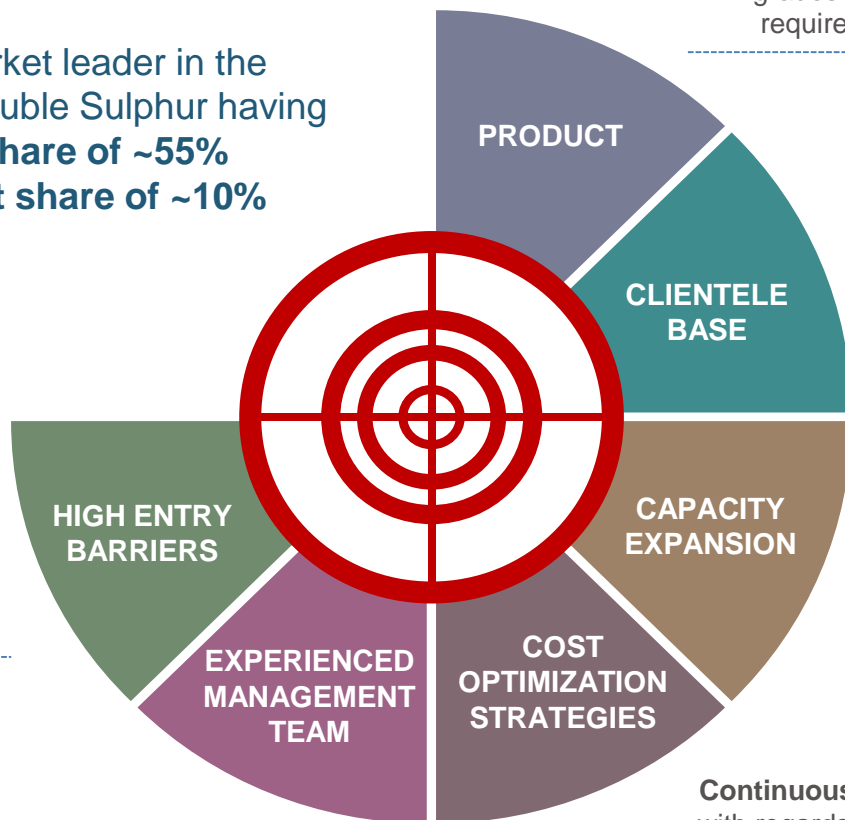 require
rket leader in the
uble Sulphur having
hare of ~55%
t share of ~10%
PRODUCT
CLIENTELE
BASE
HIGH ENTRY
BARRIERS
CAPACITY
EXPANSION
EXPERIENCED
MANAGEMENT
TEAM
COST
OPTIMIZATION
STRATEGIES
Continuous